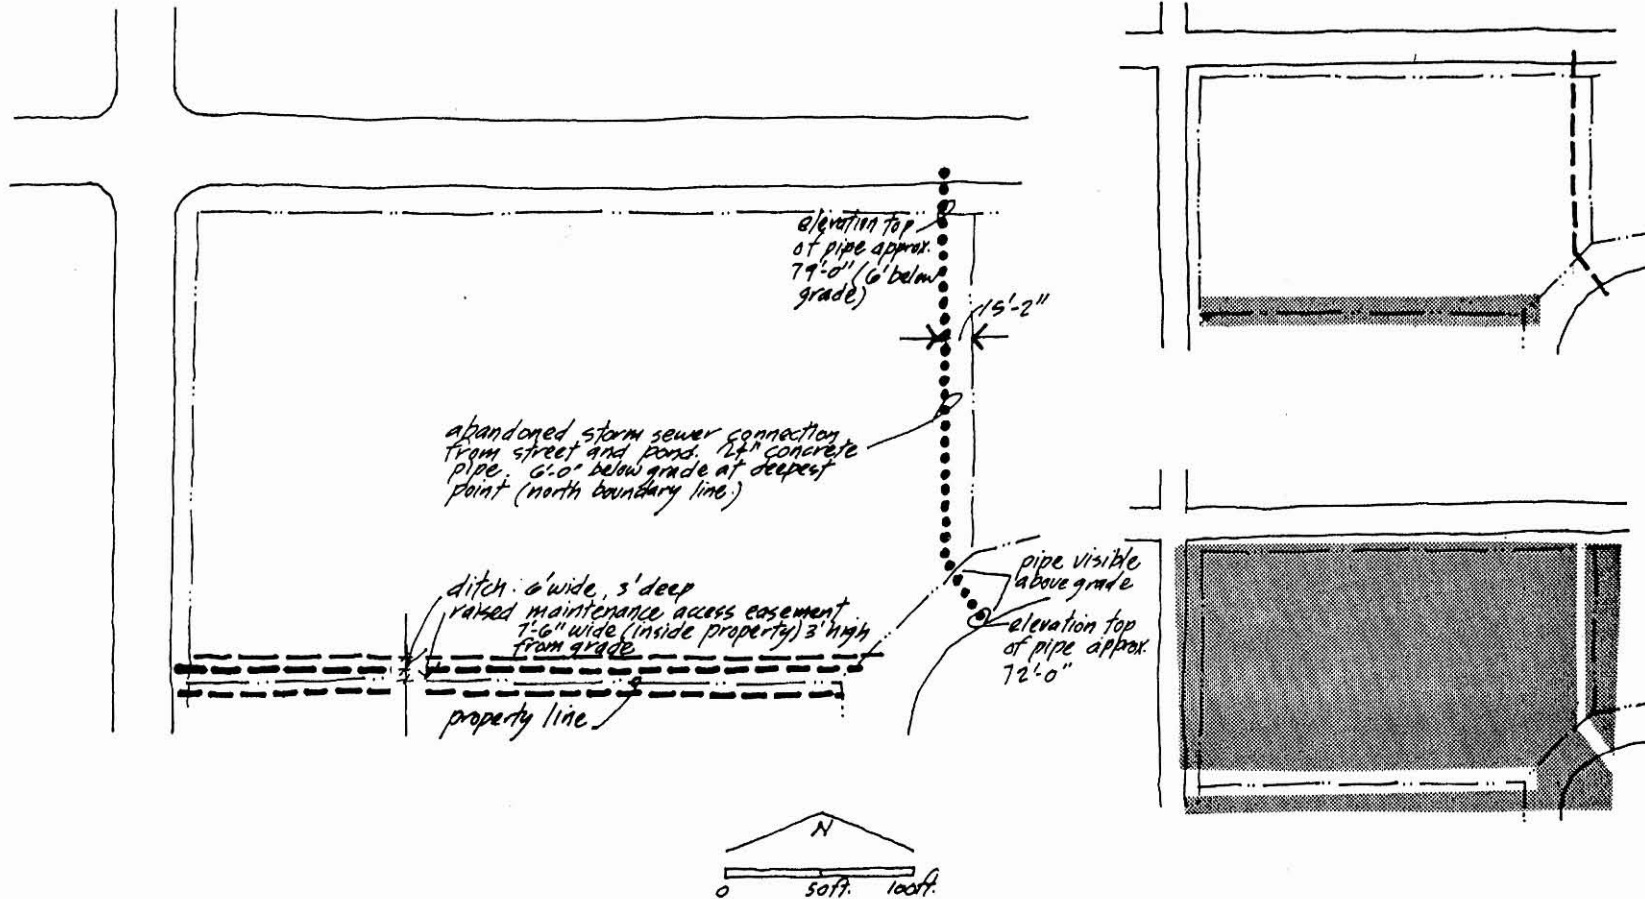 elevation top
of pipe approx.
79'-0" (6' below
grade)
15'-2"
abandoned storm sewer connection
from street and pond. 24" concrete
pipe. 6'-0" below grade at deepest
point (north boundary line.)
ditch · 6' wide, 3' deep
raised maintenance access easement
7'-6" wide (inside property) 3' high
from grade
property line
pipe visible
above grade
elevation top
of pipe approx.
72'-0"
N
0 50ft. 100ft.